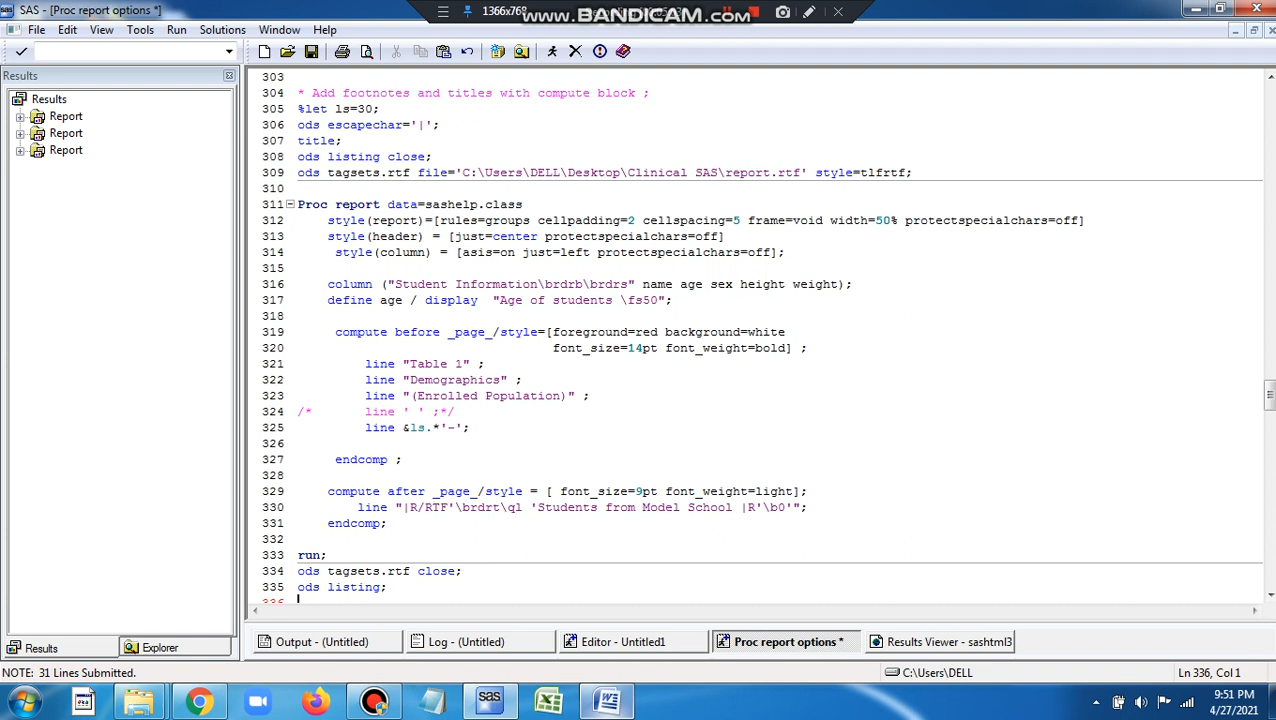 SAS - [Proc report options *]
1366x768
www.BANDICAM.com
File Edit View Tools Run Solutions Window Help
Results
Results
Report
Report
Report
303
304 * Add footnotes and titles with compute block ;
305 %let ls=30;
306 ods escapechar='|';
307 title;
308 ods listing close;
309 ods tagsets.rtf file='C:\Users\DELL\Desktop\Clinical SAS\report.rtf' style=tlfrtf;
310
311 Proc report data=sashelp.class
312 style(report)=[rules=groups cellpadding=2 cellspacing=5 frame=void width=50% protectspecialchars=off]
313 style(header) = [just=center protectspecialchars=off]
314 style(column) = [asis=on just=left protectspecialchars=off];
315
316 column ("Student Information\brdrb\brdrs" name age sex height weight);
317 define age / display "Age of students \fs50";
318
319 compute before _page_/style=[foreground=red background=white
320 font_size=14pt font_weight=bold] ;
321 line "Table 1" ;
322 line "Demographics" ;
323 line "(Enrolled Population)" ;
324 /* line ' ' ;*/
325 line &ls.*'-';
326
327 endcomp ;
328
329 compute after _page_/style = [ font_size=9pt font_weight=light];
330 line "|R/RTF'\brdrt\ql 'Students from Model School |R'\b0'";
331 endcomp;
332
333 run;
334 ods tagsets.rtf close;
335 ods listing;
336
Results Explorer
Output - (Untitled) Log - (Untitled) Editor - Untitled1 Proc report options * Results Viewer - sashtml3
NOTE: 31 Lines Submitted. C:\Users\DELL Ln 336, Col 1
9:51 PM
4/27/2021